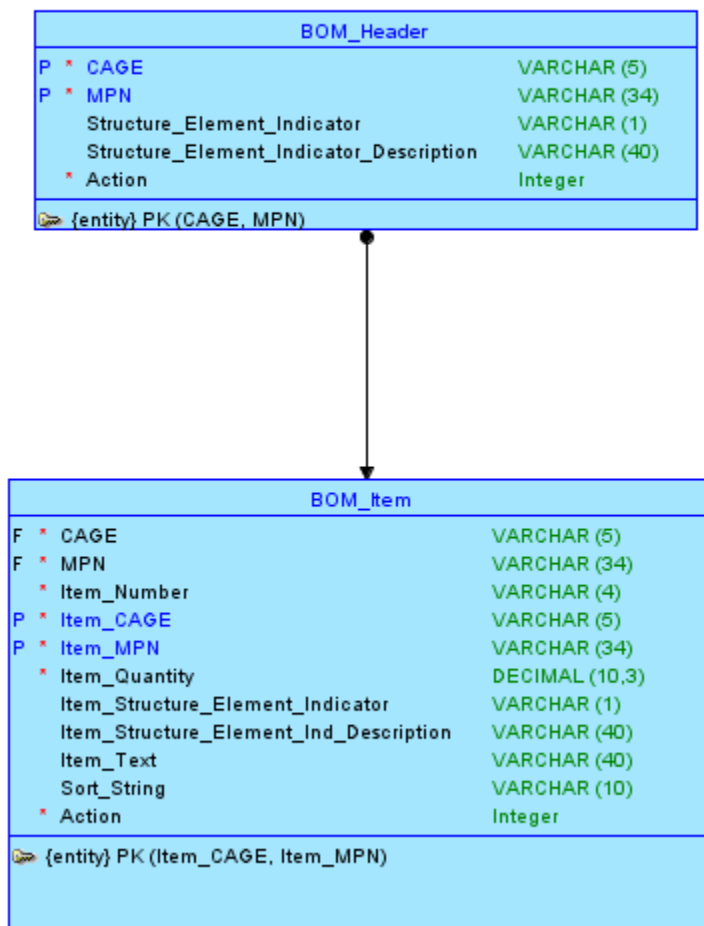 BOM_Header
P * CAGE VARCHAR (5)
P * MPN VARCHAR (34)
Structure_Element_Indicator VARCHAR (1)
Structure_Element_Indicator_Description VARCHAR (40)
* Action Integer
{entity} PK (CAGE, MPN)
BOM_Item
F * CAGE VARCHAR (5)
F * MPN VARCHAR (34)
* Item_Number VARCHAR (4)
P * Item_CAGE VARCHAR (5)
P * Item_MPN VARCHAR (34)
* Item_Quantity DECIMAL (10,3)
Item_Structure_Element_Indicator VARCHAR (1)
Item_Structure_Element_Ind_Description VARCHAR (40)
Item_Text VARCHAR (40)
Sort_String VARCHAR (10)
* Action Integer
{entity} PK (Item_CAGE, Item_MPN)